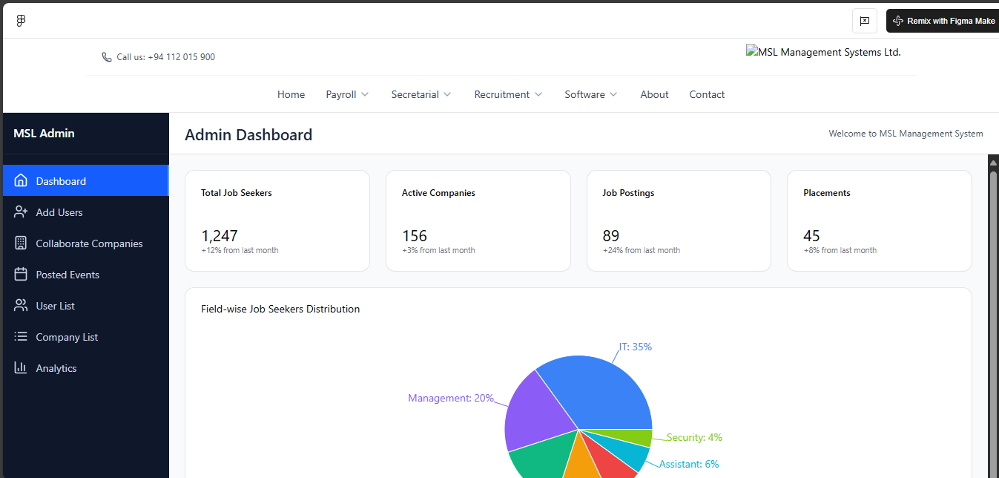 Remix with Figma Make
Call us: +94 112 015 900
MSL Management Systems Ltd.
Home Payroll Secretarial Recruitment Software About Contact
MSL Admin
Admin Dashboard
Welcome to MSL Management System
Dashboard
Add Users
Collaborate Companies
Posted Events
User List
Company List
Analytics
Total Job Seekers
1,247
+12% from last month
Active Companies
156
+3% from last month
Job Postings
89
+24% from last month
Placements
45
+8% from last month
Field-wise Job Seekers Distribution
IT: 35%
Management: 20%
Security: 4%
Assistant: 6%